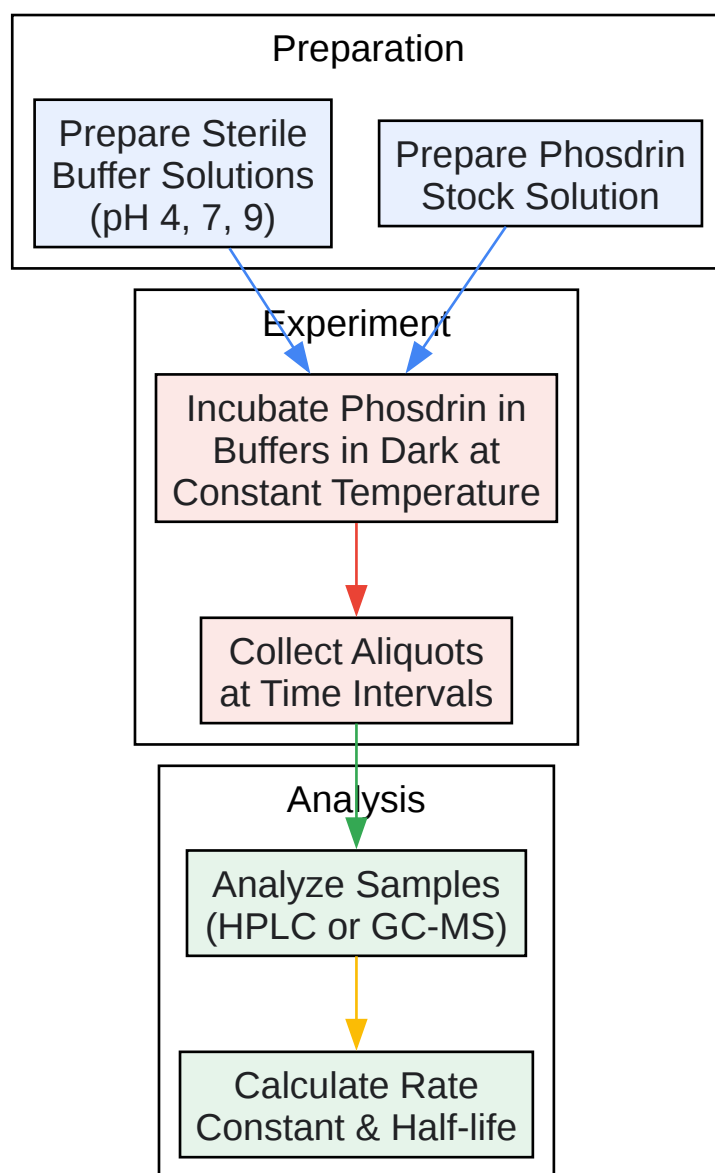 Preparation
Prepare Sterile
Buffer Solutions
(pH 4, 7, 9)
Prepare Phosdrin
Stock Solution
Experiment
Incubate Phosdrin in
Buffers in Dark at
Constant Temperature
Collect Aliquots
at Time Intervals
Analysis
Analyze Samples
(HPLC or GC-MS)
Calculate Rate
Constant & Half-life